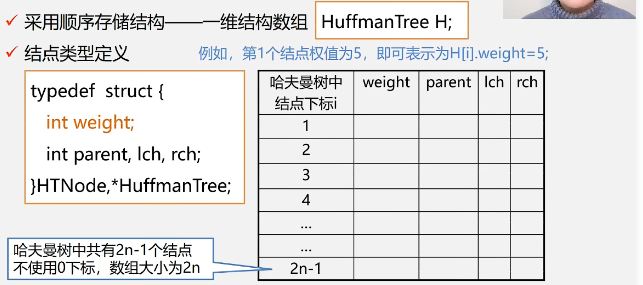 ✓ 采用顺序存储结构——一维结构数组 HuffmanTree H;
✓ 结点类型定义 例如，第1个结点权值为5，即可表示为H[i].weight=5;
typedef struct {
int weight;
int parent, lch, rch;
}HTNode,*HuffmanTree;
哈夫曼树中结点下标i weight parent lch rch
1
2
3
4
...
...
2n-1
哈夫曼树中共有2n-1个结点
不使用0下标，数组大小为2n